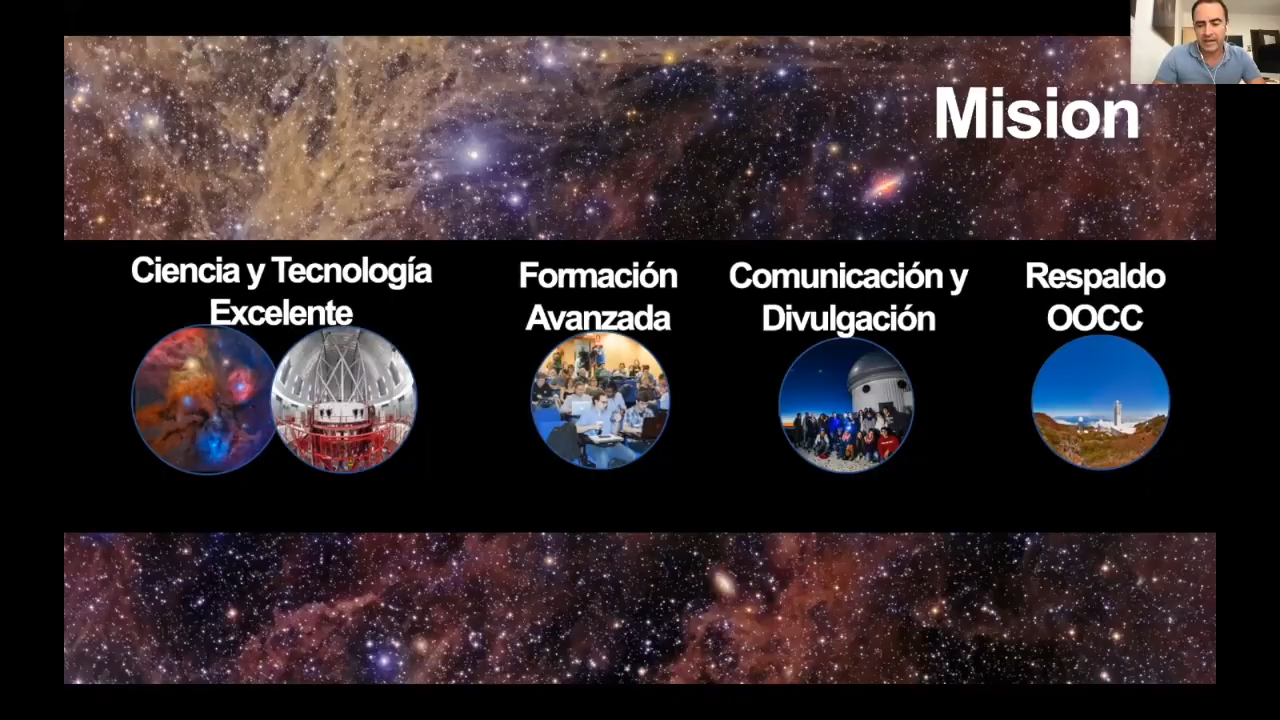 Mision
Ciencia y Tecnología
Excelente
Formación
Avanzada
Comunicación y
Divulgación
Respaldo
OOCC